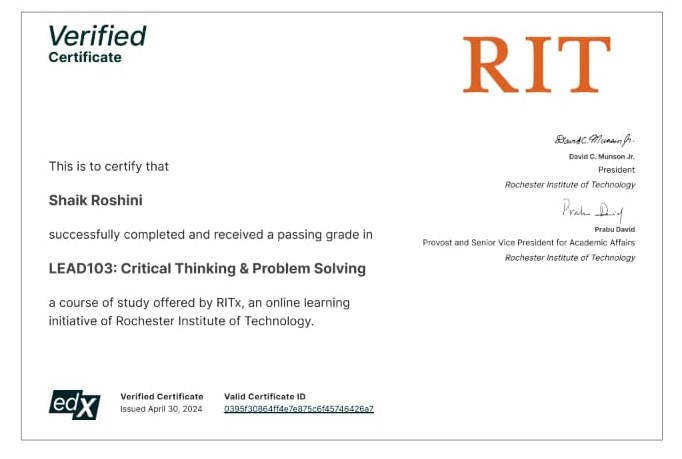 Verified
Certificate
RIT
David C. Munson Jr.
David C. Munson Jr.
President
Rochester Institute of Technology
Prabu David
Prabu David
Provost and Senior Vice President for Academic Affairs
Rochester Institute of Technology
This is to certify that
Shaik Roshini
successfully completed and received a passing grade in
LEAD103: Critical Thinking & Problem Solving
a course of study offered by RITx, an online learning
initiative of Rochester Institute of Technology.
edX
Verified Certificate
Issued April 30, 2024
Valid Certificate ID
0395f30864ff4e7e875c6f45746426a7